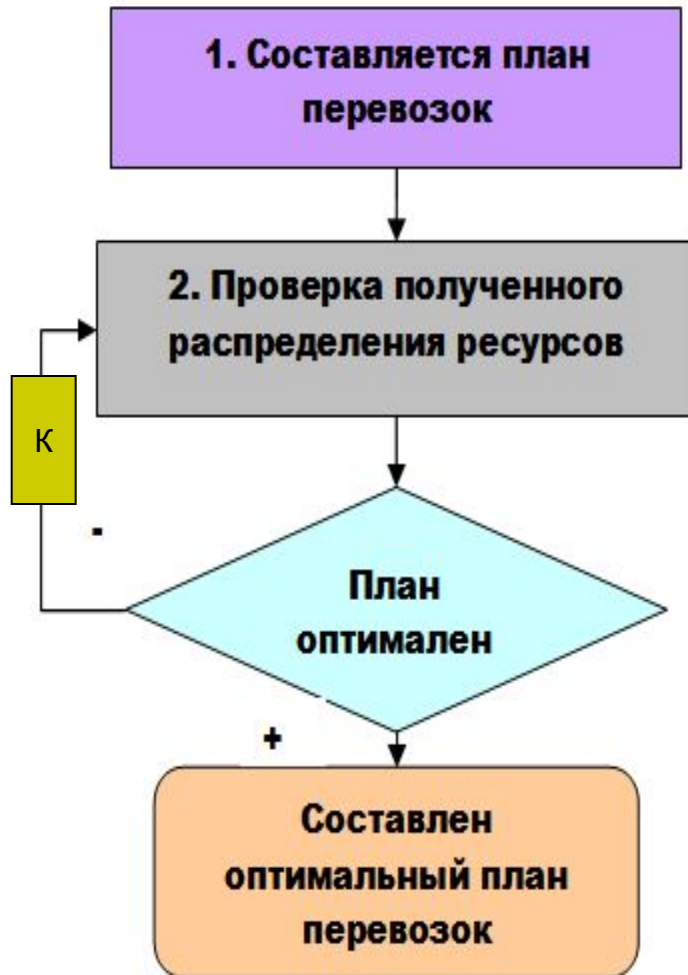 1. Составляется план
перевозок
2. Проверка полученного
распределения ресурсов
К
-
План
оптимален
+
Составлен
оптимальный план
перевозок